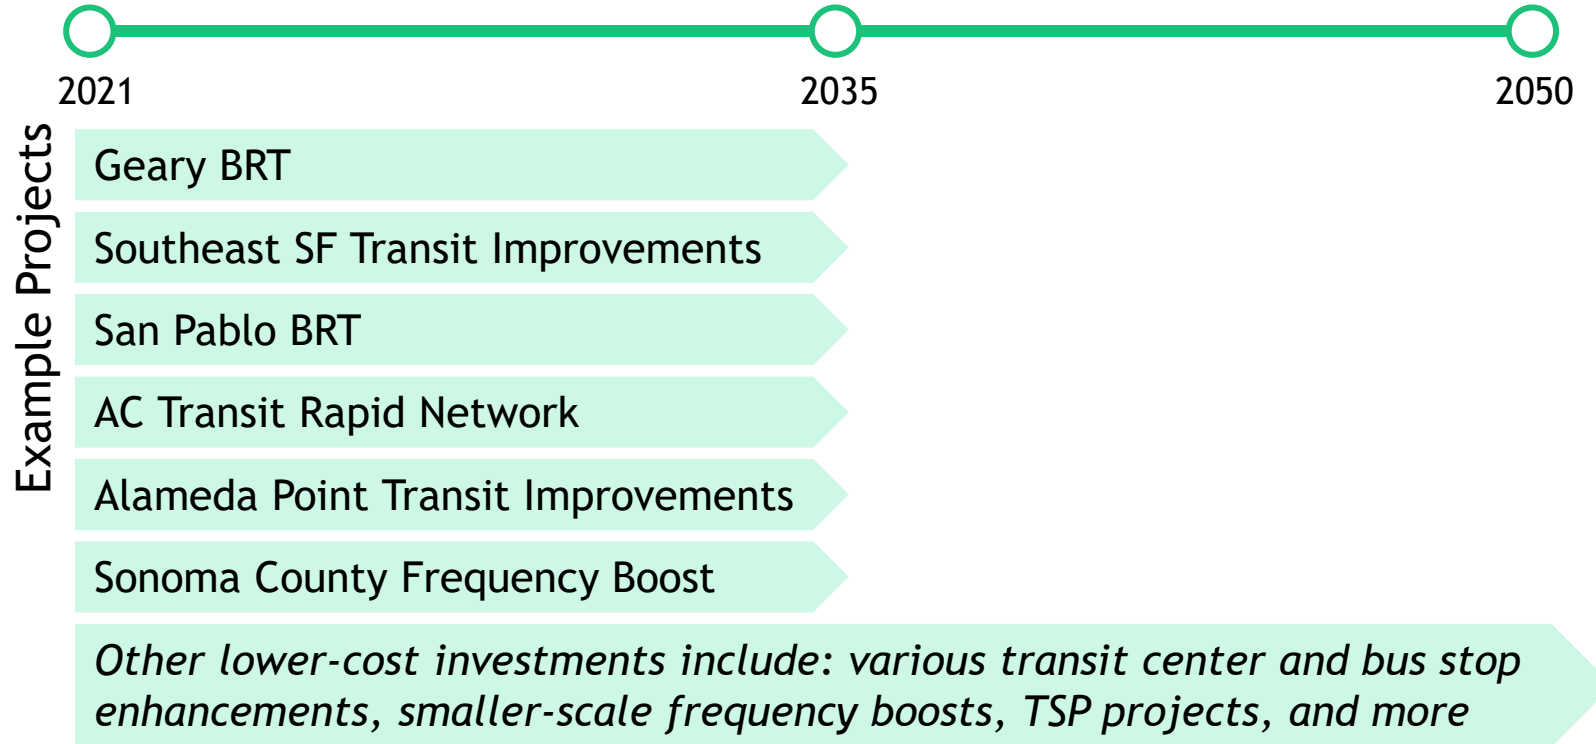 2021
2035
2050
Example Projects
Geary BRT
Southeast SF Transit Improvements
San Pablo BRT
AC Transit Rapid Network
Alameda Point Transit Improvements
Sonoma County Frequency Boost
Other lower-cost investments include: various transit center and bus stop
enhancements, smaller-scale frequency boosts, TSP projects, and more